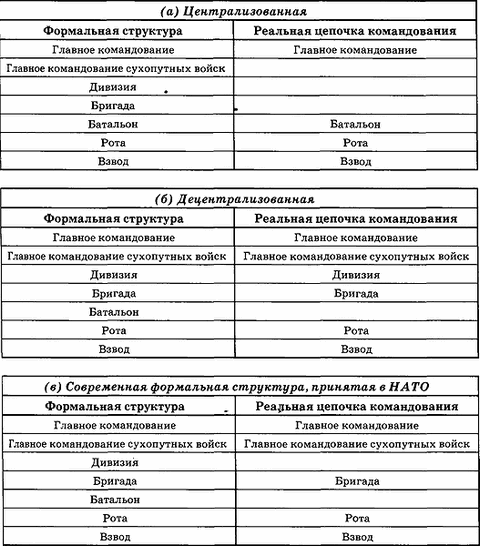 (а) Централизованная
Формальная структура Реальная цепочка командования
Главное командование Главное командование
Главное командование сухопутных войск
Дивизия
Бригада
Батальон Батальон
Рота Рота
Взвод Взвод
(б) Децентрализованная
Формальная структура Реальная цепочка командования
Главное командование Главное командование
Главное командование сухопутных войск Главное командование сухопутных войск
Дивизия Дивизия
Бригада Бригада
Батальон
Рота Рота
Взвод Взвод
(в) Современная формальная структура, принятая в НАТО
Формальная структура Реальная цепочка командования
Главное командование Главное командование
Главное командование сухопутных войск Главное командование сухопутных войск
Дивизия
Бригада Бригада
Батальон
Рота Рота
Взвод Взвод